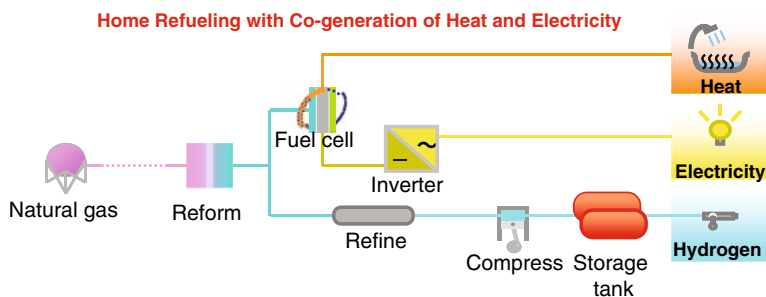 Home Refueling with Co-generation of Heat and Electricity
Heat
Fuel cell
Electricity
Inverter
Natural gas
Reform
Refine
Hydrogen
Compress
Storage
tank